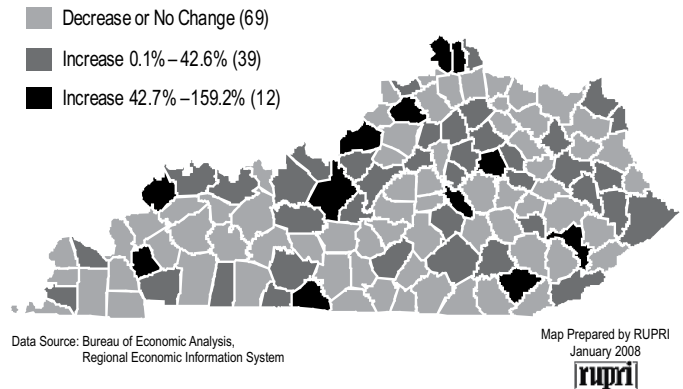 Decrease or No Change (69)
Increase 0.1% – 42.6% (39)
Increase 42.7% –159.2% (12)
Data Source: Bureau of Economic Analysis,
Regional Economic Information System
Map Prepared by RUPRI
January 2008
rupri